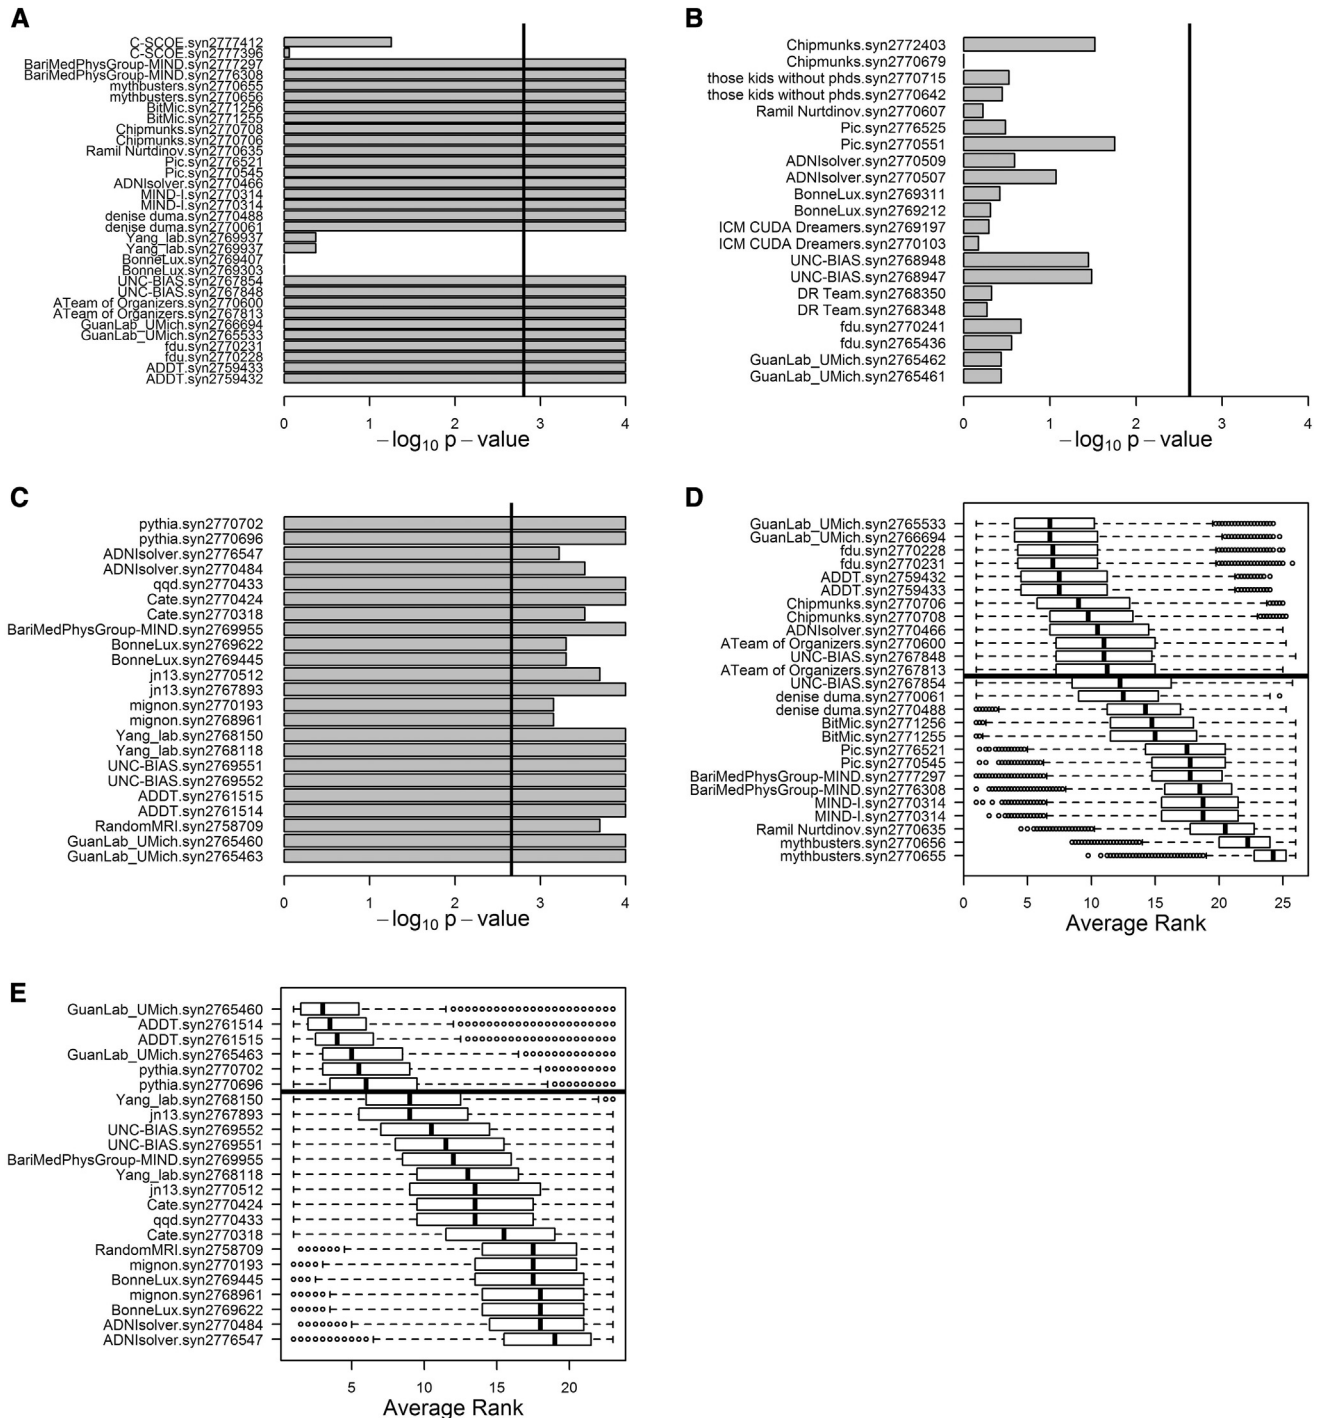 A
C-SCOE.syn2777412
C-SCOE.syn2777396
BariMedPhysGroup-MIND.syn2777297
BariMedPhysGroup-MIND.syn2776308
mythbusters.syn2770655
mythbusters.syn2770656
BitMic.syn2771256
BitMic.syn2771255
Chipmunks.syn2770708
Chipmunks.syn2770706
Ramil Nurtdinov.syn2770635
Pic.syn2776521
Pic.syn2770545
ADNIsolver.syn2770466
MIND-I.syn2770314
MIND-I.syn2770314
denise duma.syn2770488
denise duma.syn2770061
Yang_lab.syn2769937
Yang_lab.syn2769937
BonneLux.syn2769407
BonneLux.syn2769303
UNC-BIAS.syn2767854
UNC-BIAS.syn2767848
ATeam of Organizers.syn2770600
ATeam of Organizers.syn2767813
GuanLab_UMich.syn2766694
GuanLab_UMich.syn2765533
fdu.syn2770231
fdu.syn2770228
ADDT.syn2759433
ADDT.syn2759432
0 1 2 3 4
−log10 p−value
B
Chipmunks.syn2772403
Chipmunks.syn2770679
those kids without phds.syn2770715
those kids without phds.syn2770642
Ramil Nurtdinov.syn2770607
Pic.syn2776525
Pic.syn2770551
ADNIsolver.syn2770509
ADNIsolver.syn2770507
BonneLux.syn2769311
BonneLux.syn2769212
ICM CUDA Dreamers.syn2769197
ICM CUDA Dreamers.syn2770103
UNC-BIAS.syn2768948
UNC-BIAS.syn2768947
DR Team.syn2768350
DR Team.syn2768348
fdu.syn2770241
fdu.syn2765436
GuanLab_UMich.syn2765462
GuanLab_UMich.syn2765461
0 1 2 3 4
−log10 p−value
C
pythia.syn2770702
pythia.syn2770696
ADNIsolver.syn2776547
ADNIsolver.syn2770484
qqd.syn2770433
Cate.syn2770424
Cate.syn2770318
BariMedPhysGroup-MIND.syn2769955
BonneLux.syn2769622
BonneLux.syn2769445
jn13.syn2770512
jn13.syn2767893
mignon.syn2770193
mignon.syn2768961
Yang_lab.syn2768150
Yang_lab.syn2768118
UNC-BIAS.syn2769551
UNC-BIAS.syn2769552
ADDT.syn2761515
ADDT.syn2761514
RandomMRI.syn2758709
GuanLab_UMich.syn2765460
GuanLab_UMich.syn2765463
0 1 2 3 4
−log10 p−value
D
GuanLab_UMich.syn2765533
GuanLab_UMich.syn2766694
fdu.syn2770228
fdu.syn2770231
ADDT.syn2759432
ADDT.syn2759433
Chipmunks.syn2770706
Chipmunks.syn2770708
ADNIsolver.syn2770466
ATeam of Organizers.syn2770600
UNC-BIAS.syn2767848
ATeam of Organizers.syn2767813
UNC-BIAS.syn2767854
denise duma.syn2770061
denise duma.syn2770488
BitMic.syn2771256
BitMic.syn2771255
Pic.syn2776521
Pic.syn2770545
BariMedPhysGroup-MIND.syn2777297
BariMedPhysGroup-MIND.syn2776308
MIND-I.syn2770314
MIND-I.syn2770314
Ramil Nurtdinov.syn2770635
mythbusters.syn2770656
mythbusters.syn2770655
0 5 10 15 20 25
Average Rank
E
GuanLab_UMich.syn2765460
ADDT.syn2761514
ADDT.syn2761515
GuanLab_UMich.syn2765463
pythia.syn2770702
pythia.syn2770696
Yang_lab.syn2768150
jn13.syn2767893
UNC-BIAS.syn2769552
UNC-BIAS.syn2769551
BariMedPhysGroup-MIND.syn2769955
Yang_lab.syn2768118
jn13.syn2770512
Cate.syn2770424
qqd.syn2770433
Cate.syn2770318
RandomMRI.syn2758709
mignon.syn2770193
BonneLux.syn2769445
mignon.syn2768961
BonneLux.syn2769622
ADNIsolver.syn2770484
ADNIsolver.syn2776547
5 10 15 20
Average Rank